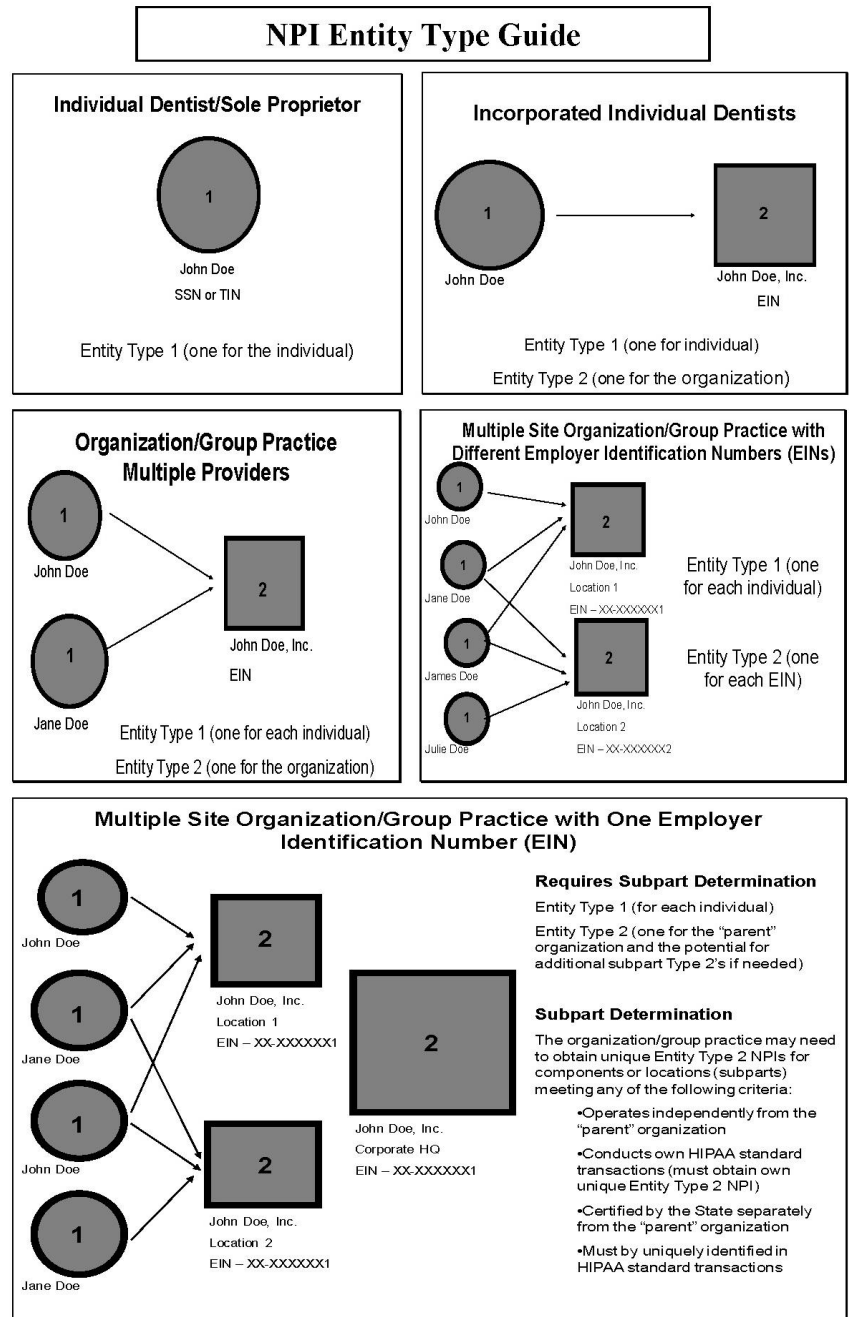 NPI Entity Type Guide
Individual Dentist/Sole Proprietor
1
John Doe
SSN or TIN
Entity Type 1 (one for the individual)
Incorporated Individual Dentists
1
2
John Doe
John Doe, Inc.
EIN
Entity Type 1 (one for individual)
Entity Type 2 (one for the organization)
Organization/Group Practice
Multiple Providers
1
John Doe
2
John Doe, Inc.
EIN
1
Jane Doe
Entity Type 1 (one for each individual)
Entity Type 2 (one for the organization)
Multiple Site Organization/Group Practice with
Different Employer Identification Numbers (EINs)
1
John Doe
1
Jane Doe
1
James Doe
1
Julie Doe
2
John Doe, Inc.
Location 1
EIN – XX-XXXXXX1
2
John Doe, Inc.
Location 2
EIN – XX-XXXXXX2
Entity Type 1 (one
for each individual)
Entity Type 2 (one
for each EIN)
Multiple Site Organization/Group Practice with One Employer
Identification Number (EIN)
1
John Doe
1
Jane Doe
1
John Doe
1
Jane Doe
2
John Doe, Inc.
Location 1
EIN – XX-XXXXXX1
2
John Doe, Inc.
Location 2
EIN – XX-XXXXXX1
2
John Doe, Inc.
Corporate HQ
EIN – XX-XXXXXX1
Requires Subpart Determination
Entity Type 1 (for each individual)
Entity Type 2 (one for the “parent”
organization and the potential for
additional subpart Type 2’s if needed)
Subpart Determination
The organization/group practice may need
to obtain unique Entity Type 2 NPIs for
components or locations (subparts)
meeting any of the following criteria:
•Operates independently from the
“parent” organization
•Conducts own HIPAA standard
transactions (must obtain own
unique Entity Type 2 NPI)
•Certified by the State separately
from the “parent” organization
•Must by uniquely identified in
HIPAA standard transactions